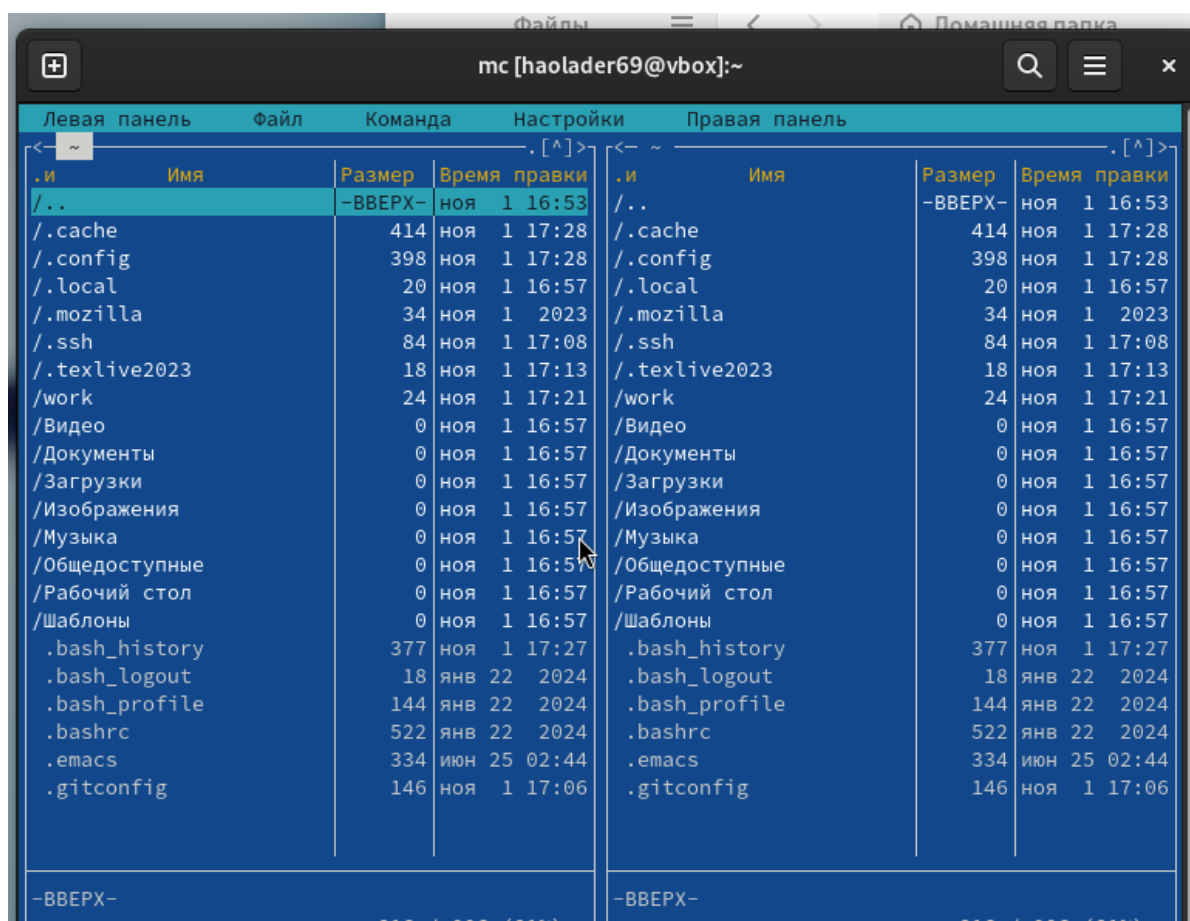 Файлы Домашняя папка
mc [haolader69@vbox]:~ ×
Левая панель Файл Команда Настройки Правая панель
<─ ~ ─.[^]>
.и Имя Размер Время правки
/.. -ВВЕРХ- ноя 1 16:53
/.cache 414 ноя 1 17:28
/.config 398 ноя 1 17:28
/.local 20 ноя 1 16:57
/.mozilla 34 ноя 1 2023
/.ssh 84 ноя 1 17:08
/.texlive2023 18 ноя 1 17:13
/work 24 ноя 1 17:21
/Видео 0 ноя 1 16:57
/Документы 0 ноя 1 16:57
/Загрузки 0 ноя 1 16:57
/Изображения 0 ноя 1 16:57
/Музыка 0 ноя 1 16:57
/Общедоступные 0 ноя 1 16:57
/Рабочий стол 0 ноя 1 16:57
/Шаблоны 0 ноя 1 16:57
.bash_history 377 ноя 1 17:27
.bash_logout 18 янв 22 2024
.bash_profile 144 янв 22 2024
.bashrc 522 янв 22 2024
.emacs 334 июн 25 02:44
.gitconfig 146 ноя 1 17:06
-ВВЕРХ-
<─ ~ ─.[^]>
.и Имя Размер Время правки
/.. -ВВЕРХ- ноя 1 16:53
/.cache 414 ноя 1 17:28
/.config 398 ноя 1 17:28
/.local 20 ноя 1 16:57
/.mozilla 34 ноя 1 2023
/.ssh 84 ноя 1 17:08
/.texlive2023 18 ноя 1 17:13
/work 24 ноя 1 17:21
/Видео 0 ноя 1 16:57
/Документы 0 ноя 1 16:57
/Загрузки 0 ноя 1 16:57
/Изображения 0 ноя 1 16:57
/Музыка 0 ноя 1 16:57
/Общедоступные 0 ноя 1 16:57
/Рабочий стол 0 ноя 1 16:57
/Шаблоны 0 ноя 1 16:57
.bash_history 377 ноя 1 17:27
.bash_logout 18 янв 22 2024
.bash_profile 144 янв 22 2024
.bashrc 522 янв 22 2024
.emacs 334 июн 25 02:44
.gitconfig 146 ноя 1 17:06
-ВВЕРХ-